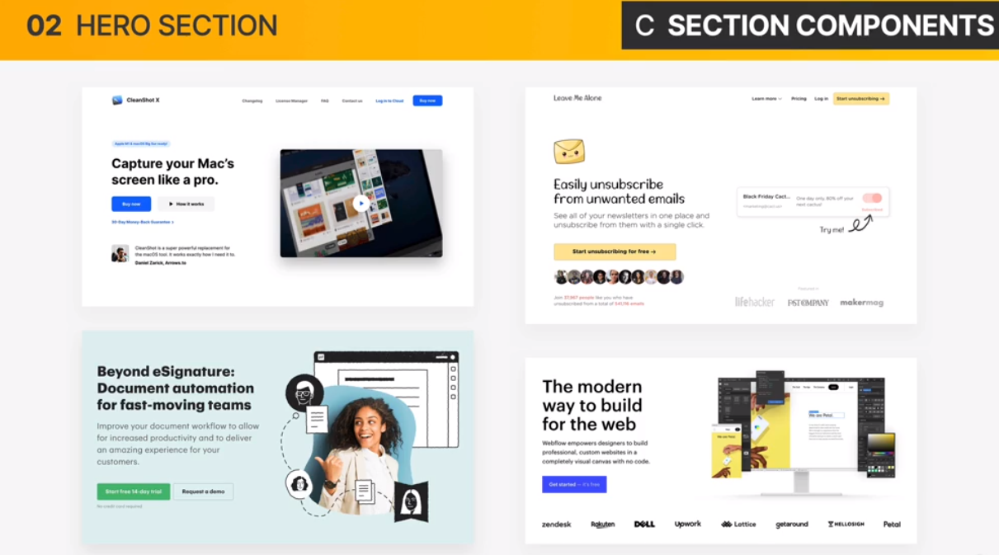 02 HERO SECTION
C SECTION COMPONENTS
CleanShot X
Changelog License Manager FAQ Contact us Log in to Cloud Buy now
Apple M1 & macOS Big Sur ready!
Capture your Mac's
screen like a pro.
Buy now How it works
30-Day Money-Back Guarantee
CleanShot is a super powerful replacement for
the macOS tool. It works exactly how I need it to.
Daniel Zarick, Arrows.to
Leave Me Alone
Learn more Pricing Log in Start unsubscribing →
Easily unsubscribe
from unwanted emails
See all of your newsletters in one place and
unsubscribe from them with a single click.
Start unsubscribing for free →
Join 37,967 people like you who have
unsubscribed from a total of
Black Friday Cact...
One day only, 80% off your
next cactus!
Try me!
Featured in
lifehacker FAST COMPANY makermag
Beyond eSignature:
Document automation
for fast-moving teams
Improve your document workflow to allow
for increased productivity and to deliver
an amazing experience for your
customers.
Start free 14-day trial Request a demo
No credit card required
The modern
way to build
for the web
Webflow empowers designers to build
professional, custom websites in a
completely visual canvas with no code.
Get started — it's free
We are Petal.
zendesk Rakuten DELL Upwork Lattice getaround HELLOSIGN Petal